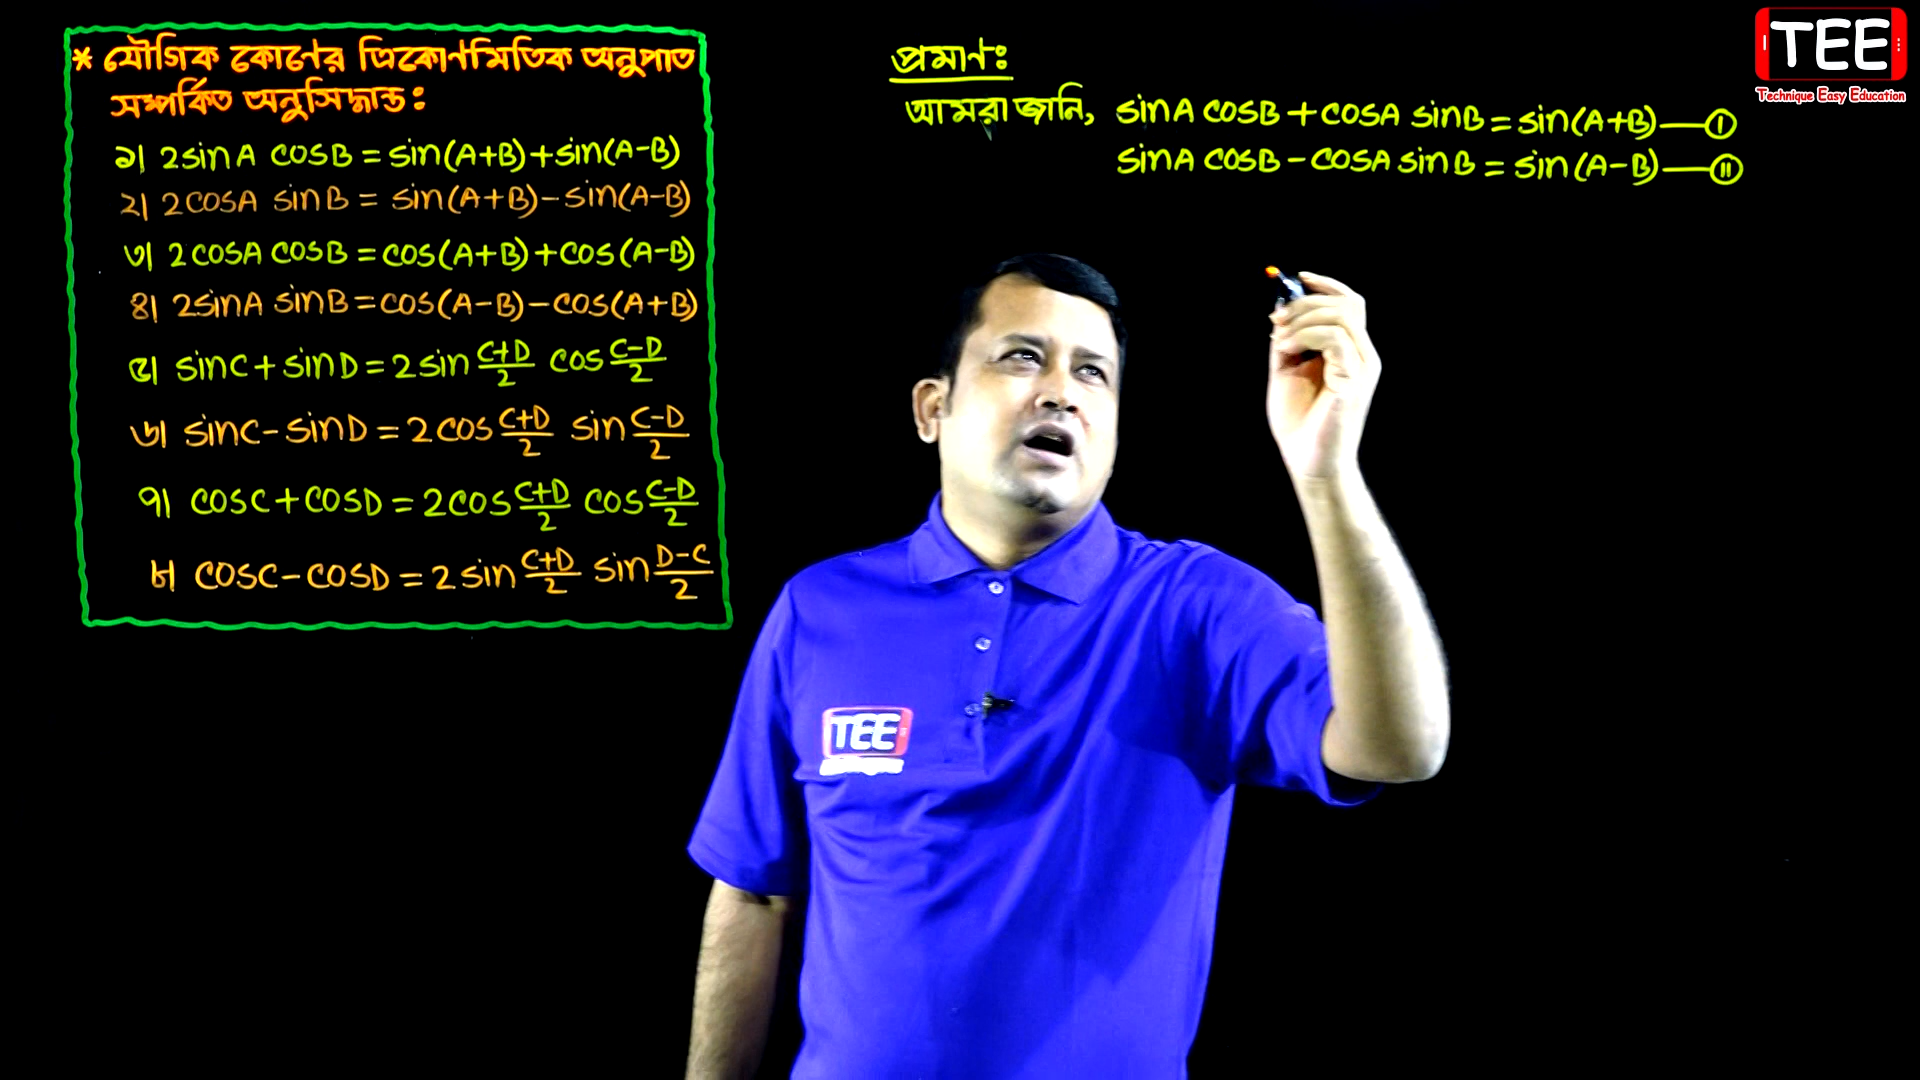 * যৌগিক কোণের ত্রিকোণমিতিক অনুপাত
সম্পর্কিত অনুসিদ্ধান্ত:
১| 2sinA cosB = sin(A+B)+sin(A-B)
২| 2cosA sinB = sin(A+B)-sin(A-B)
৩| 2cosA cosB = cos(A+B)+cos(A-B)
৪| 2sinA sinB = cos(A-B)-cos(A+B)
৫| sinC+sinD = 2sin (C+D)/2 cos (C-D)/2
৬| sinC-sinD = 2cos (C+D)/2 sin (C-D)/2
৭| cosC+cosD = 2cos (C+D)/2 cos (C-D)/2
৮| cosC-cosD = 2sin (C+D)/2 sin (D-C)/2
প্রমাণ:
আমরা জানি, sinA cosB + cosA sinB = sin(A+B)—(I)
sinA cosB - cosA sinB = sin(A-B)—(II)
TEE
Technique Easy Education
TEE